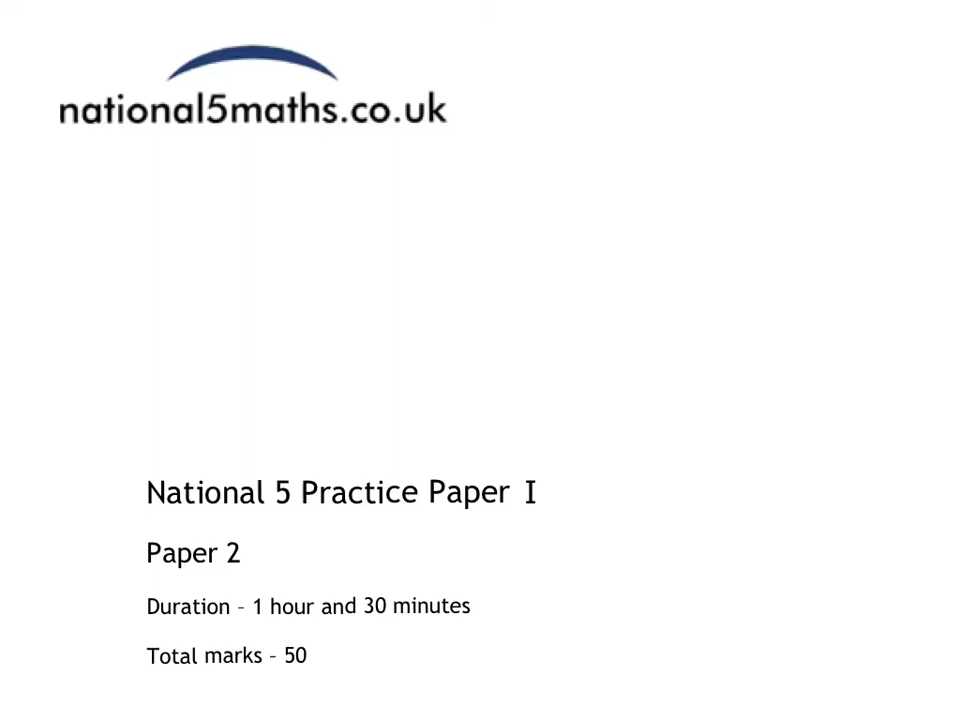 national5maths.co.uk
National 5 Practice Paper I
Paper 2
Duration – 1 hour and 30 minutes
Total marks – 50